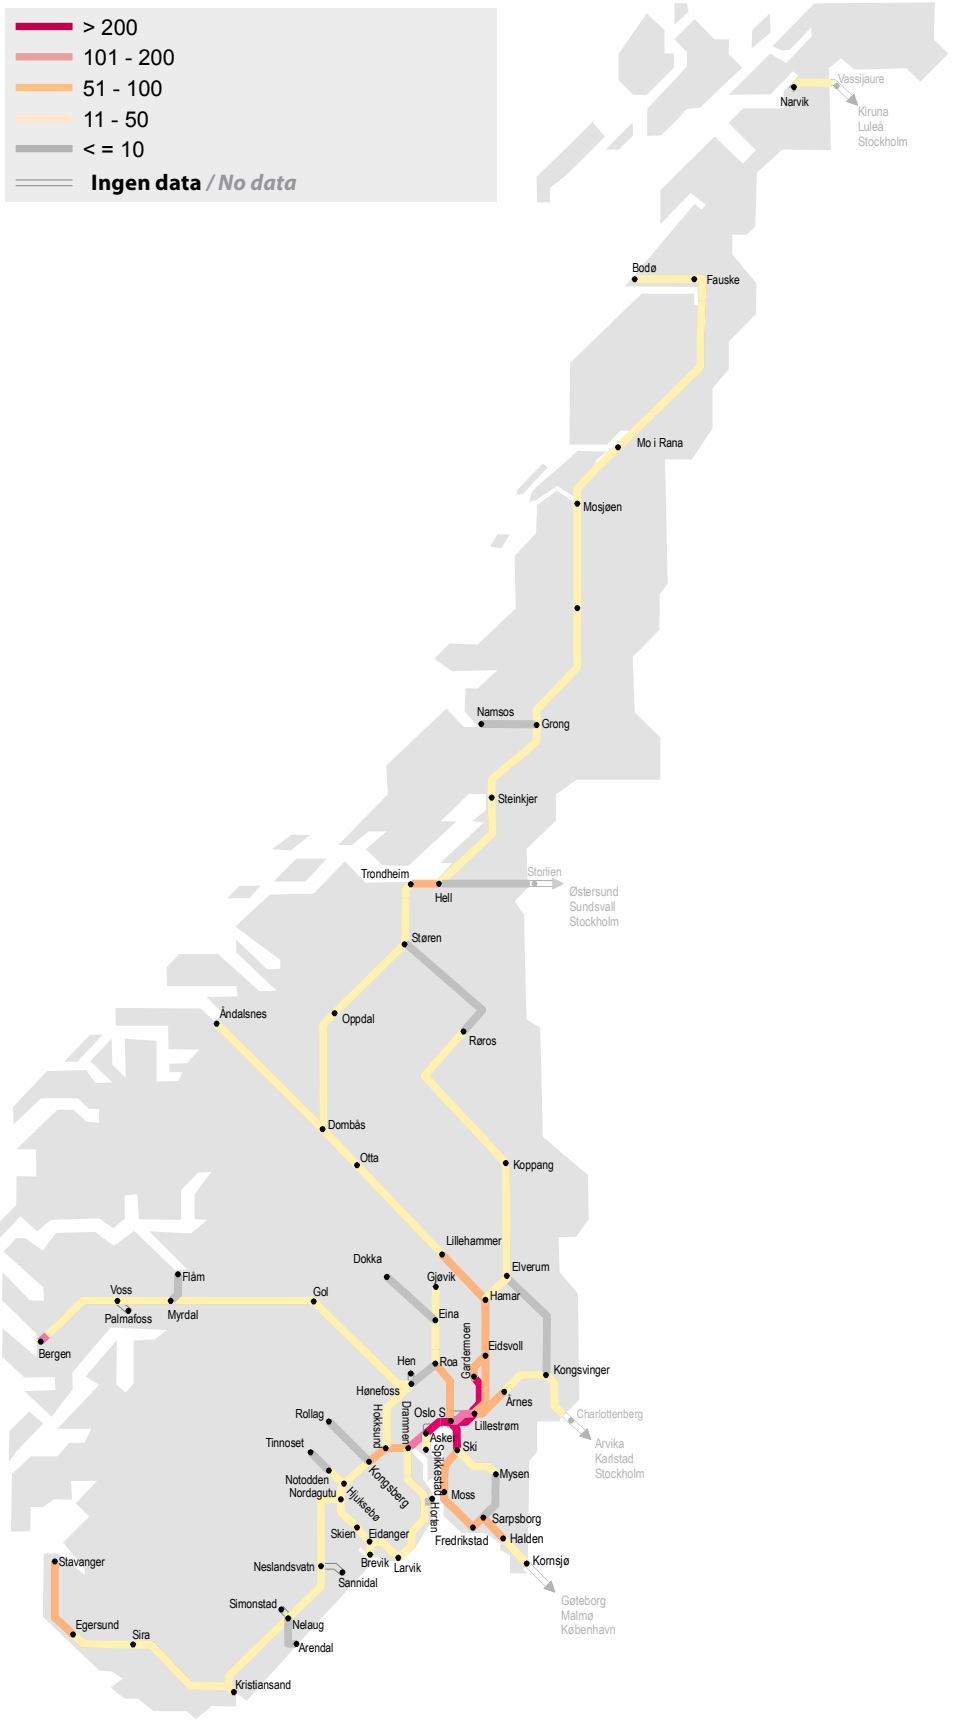 > 200
101 - 200
51 - 100
11 - 50
< = 10
Ingen data / No data
Vassijaure
Narvik
Kiruna
Luleå
Stockholm
Bodø
Fauske
Mo i Rana
Mosjøen
Namsos
Grong
Steinkjer
Trondheim
Hell
Storlien
Østersund
Sundsvall
Stockholm
Støren
Åndalsnes
Oppdal
Røros
Dombås
Otta
Koppang
Lillehammer
Elverum
Dokka
Gjøvik
Flåm
Voss
Palmafoss
Myrdal
Gol
Hamar
Eina
Bergen
Gardermoen
Eidsvoll
Hen
Roa
Kongsvinger
Hønefoss
Årnes
Rollag
Hokksund
Drammen
Oslo S
Lillestrøm
Charlottenberg
Asker
Tinnoset
Ski
Arvika
Karlstad
Stockholm
Spikkestad
Notodden
Kongsberg
Mysen
Nordagutu
Hjuksebø
Moss
Horten
Sarpsborg
Skien
Eidanger
Fredrikstad
Halden
Stavanger
Brevik
Larvik
Kornsjø
Neslandsvatn
Sannidal
Gøteborg
Malmø
København
Simonstad
Egersund
Nelaug
Sira
Arendal
Kristiansand